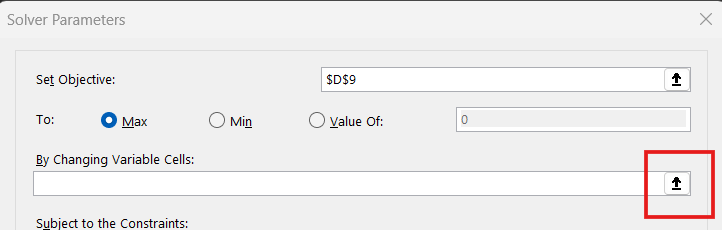 Solver Parameters
Set Objective: $D$9
To: Max Min Value Of: 0
By Changing Variable Cells:
Subject to the Constraints: